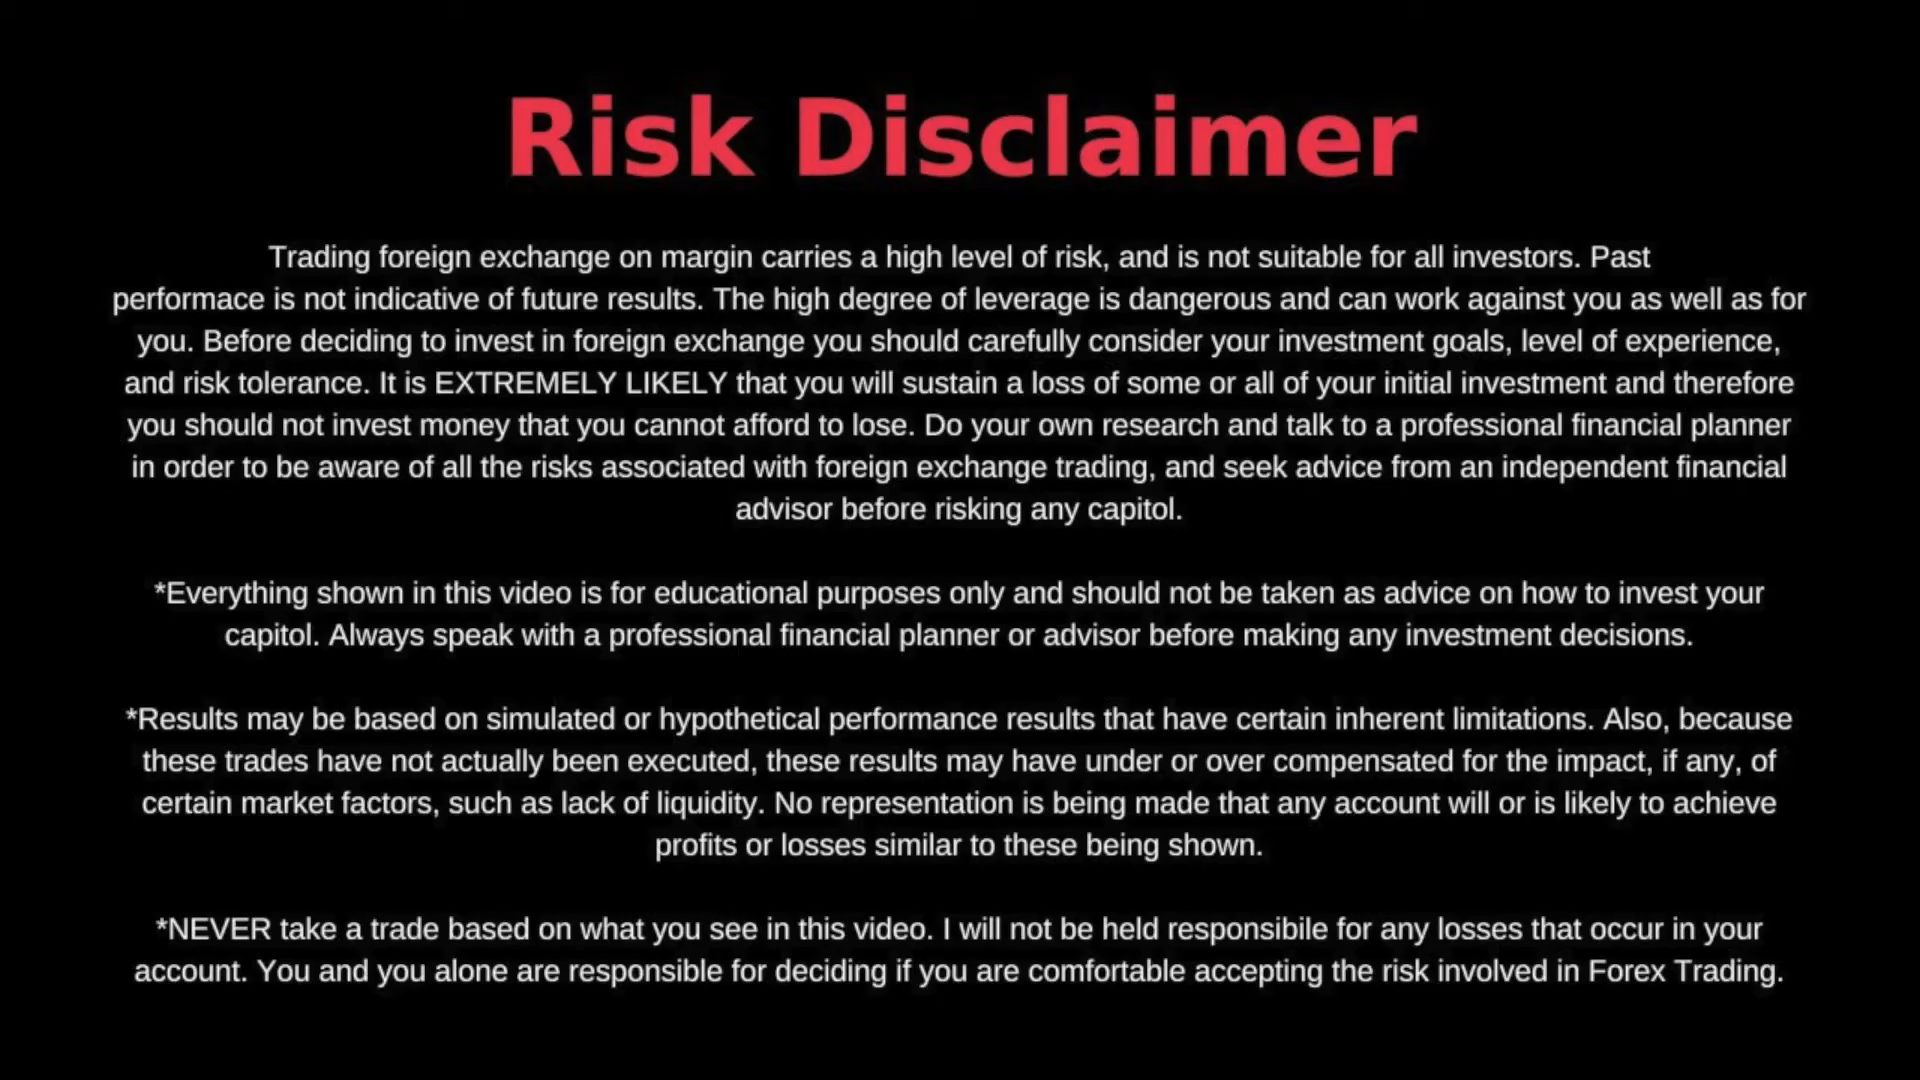 Risk Disclaimer
Trading foreign exchange on margin carries a high level of risk, and is not suitable for all investors. Past
performace is not indicative of future results. The high degree of leverage is dangerous and can work against you as well as for
you. Before deciding to invest in foreign exchange you should carefully consider your investment goals, level of experience,
and risk tolerance. It is EXTREMELY LIKELY that you will sustain a loss of some or all of your initial investment and therefore
you should not invest money that you cannot afford to lose. Do your own research and talk to a professional financial planner
in order to be aware of all the risks associated with foreign exchange trading, and seek advice from an independent financial
advisor before risking any capitol.
*Everything shown in this video is for educational purposes only and should not be taken as advice on how to invest your
capitol. Always speak with a professional financial planner or advisor before making any investment decisions.
*Results may be based on simulated or hypothetical performance results that have certain inherent limitations. Also, because
these trades have not actually been executed, these results may have under or over compensated for the impact, if any, of
certain market factors, such as lack of liquidity. No representation is being made that any account will or is likely to achieve
profits or losses similar to these being shown.
*NEVER take a trade based on what you see in this video. I will not be held responsibile for any losses that occur in your
account. You and you alone are responsible for deciding if you are comfortable accepting the risk involved in Forex Trading.